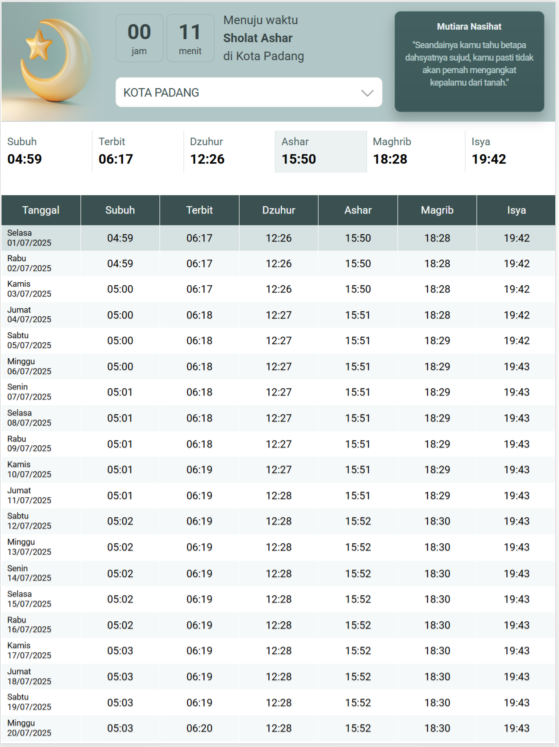 00 jam
11 menit
Menuju waktu
Sholat Ashar
di Kota Padang
KOTA PADANG
Mutiara Nasihat
"Seandainya kamu tahu betapa
dahsyatnya sujud, kamu pasti tidak
akan pernah mengangkat
kepalamu dari tanah."
Subuh Terbit Dzuhur Ashar Maghrib Isya
04:59 06:17 12:26 15:50 18:28 19:42
Tanggal Subuh Terbit Dzuhur Ashar Magrib Isya
Selasa
01/07/2025 04:59 06:17 12:26 15:50 18:28 19:42
Rabu
02/07/2025 04:59 06:17 12:26 15:50 18:28 19:42
Kamis
03/07/2025 05:00 06:17 12:26 15:50 18:28 19:42
Jumat
04/07/2025 05:00 06:18 12:27 15:51 18:29 19:42
Sabtu
05/07/2025 05:00 06:18 12:27 15:51 18:29 19:42
Minggu
06/07/2025 05:00 06:18 12:27 15:51 18:29 19:43
Senin
07/07/2025 05:01 06:18 12:27 15:51 18:29 19:43
Selasa
08/07/2025 05:01 06:18 12:27 15:51 18:29 19:43
Rabu
09/07/2025 05:01 06:18 12:27 15:51 18:29 19:43
Kamis
10/07/2025 05:01 06:19 12:27 15:51 18:29 19:43
Jumat
11/07/2025 05:01 06:19 12:28 15:51 18:29 19:43
Sabtu
12/07/2025 05:02 06:19 12:28 15:52 18:30 19:43
Minggu
13/07/2025 05:02 06:19 12:28 15:52 18:30 19:43
Senin
14/07/2025 05:02 06:19 12:28 15:52 18:30 19:43
Selasa
15/07/2025 05:02 06:19 12:28 15:52 18:30 19:43
Rabu
16/07/2025 05:02 06:19 12:28 15:52 18:30 19:43
Kamis
17/07/2025 05:03 06:19 12:28 15:52 18:30 19:43
Jumat
18/07/2025 05:03 06:19 12:28 15:52 18:30 19:43
Sabtu
19/07/2025 05:03 06:19 12:28 15:52 18:30 19:43
Minggu
20/07/2025 05:03 06:20 12:28 15:52 18:30 19:43